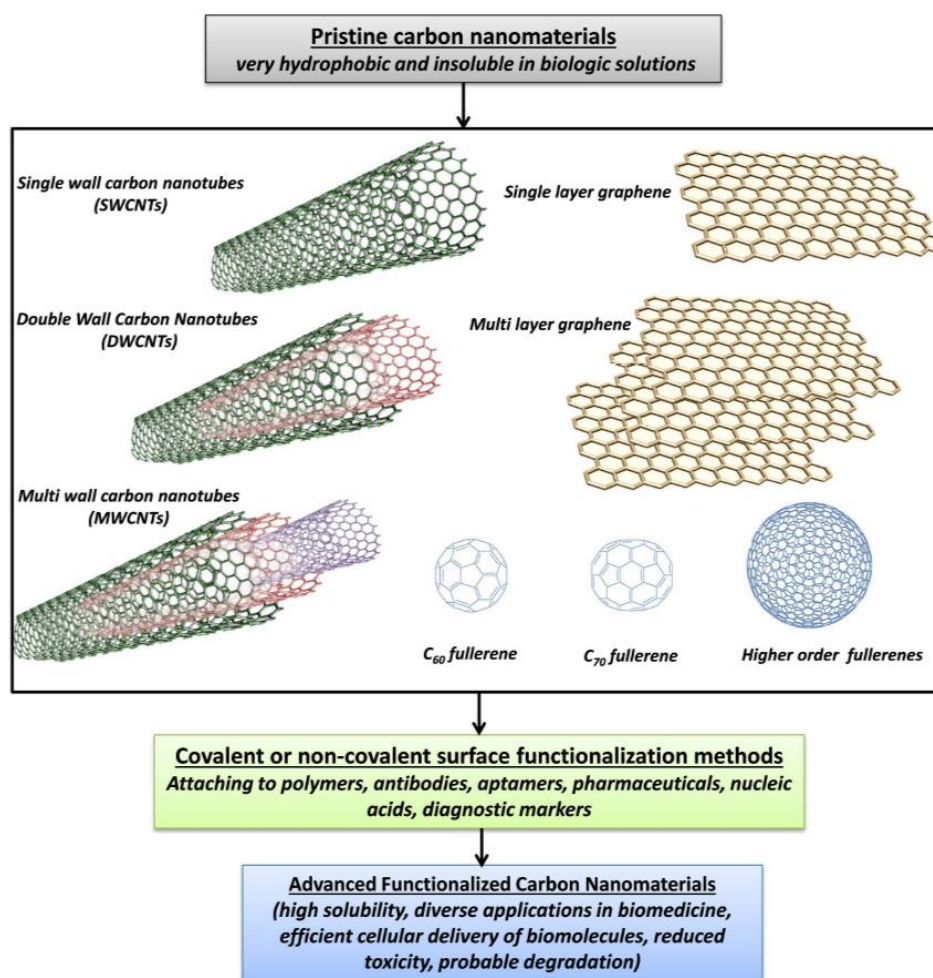 Pristine carbon nanomaterials
very hydrophobic and insoluble in biologic solutions
Single wall carbon nanotubes
(SWCNTs)
Single layer graphene
Double Wall Carbon Nanotubes
(DWCNTs)
Multi layer graphene
Multi wall carbon nanotubes
(MWCNTs)
C60 fullerene
C70 fullerene
Higher order fullerenes
Covalent or non-covalent surface functionalization methods
Attaching to polymers, antibodies, aptamers, pharmaceuticals, nucleic
acids, diagnostic markers
Advanced Functionalized Carbon Nanomaterials
(high solubility, diverse applications in biomedicine,
efficient cellular delivery of biomolecules, reduced
toxicity, probable degradation)